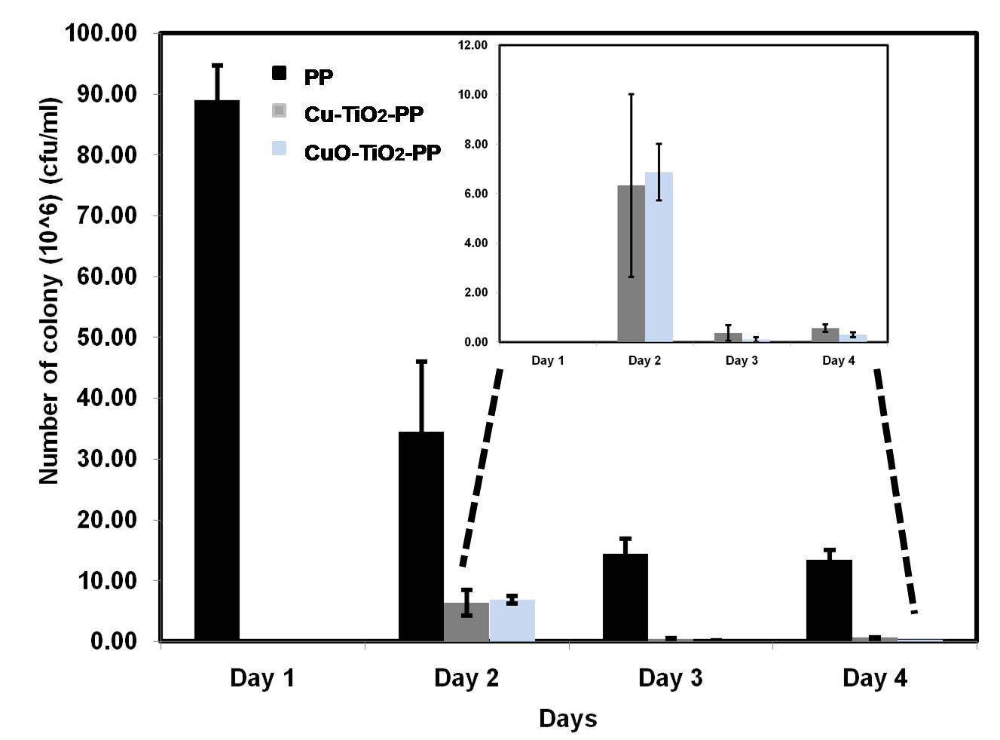 100.00
90.00
80.00
70.00
60.00
50.00
40.00
30.00
20.00
10.00
0.00
Number of colony (10^6) (cfu/ml)
PP
Cu-TiO2-PP
CuO-TiO2-PP
12.00
10.00
8.00
6.00
4.00
2.00
0.00
Day 1 Day 2 Day 3 Day 4
Day 1 Day 2 Day 3 Day 4
Days